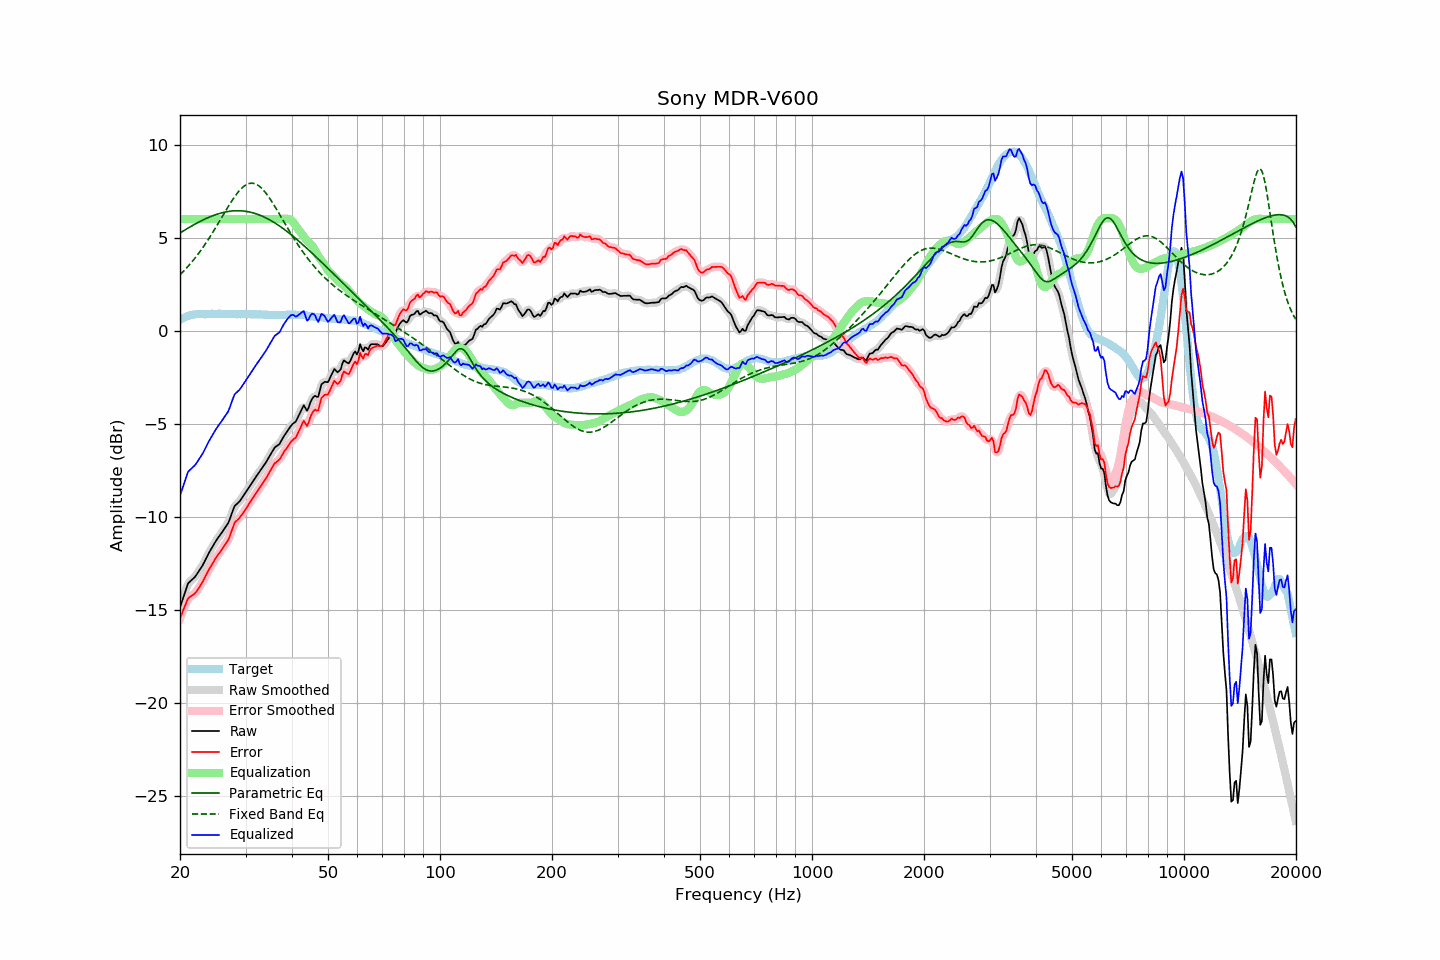 Sony MDR-V600
Amplitude (dBr)
10
5
0
−5
−10
−15
−20
−25
Target
Raw Smoothed
Error Smoothed
Raw
Error
Equalization
Parametric Eq
Fixed Band Eq
Equalized
20 50 100 200 500 1000 2000 5000 10000 20000
Frequency (Hz)